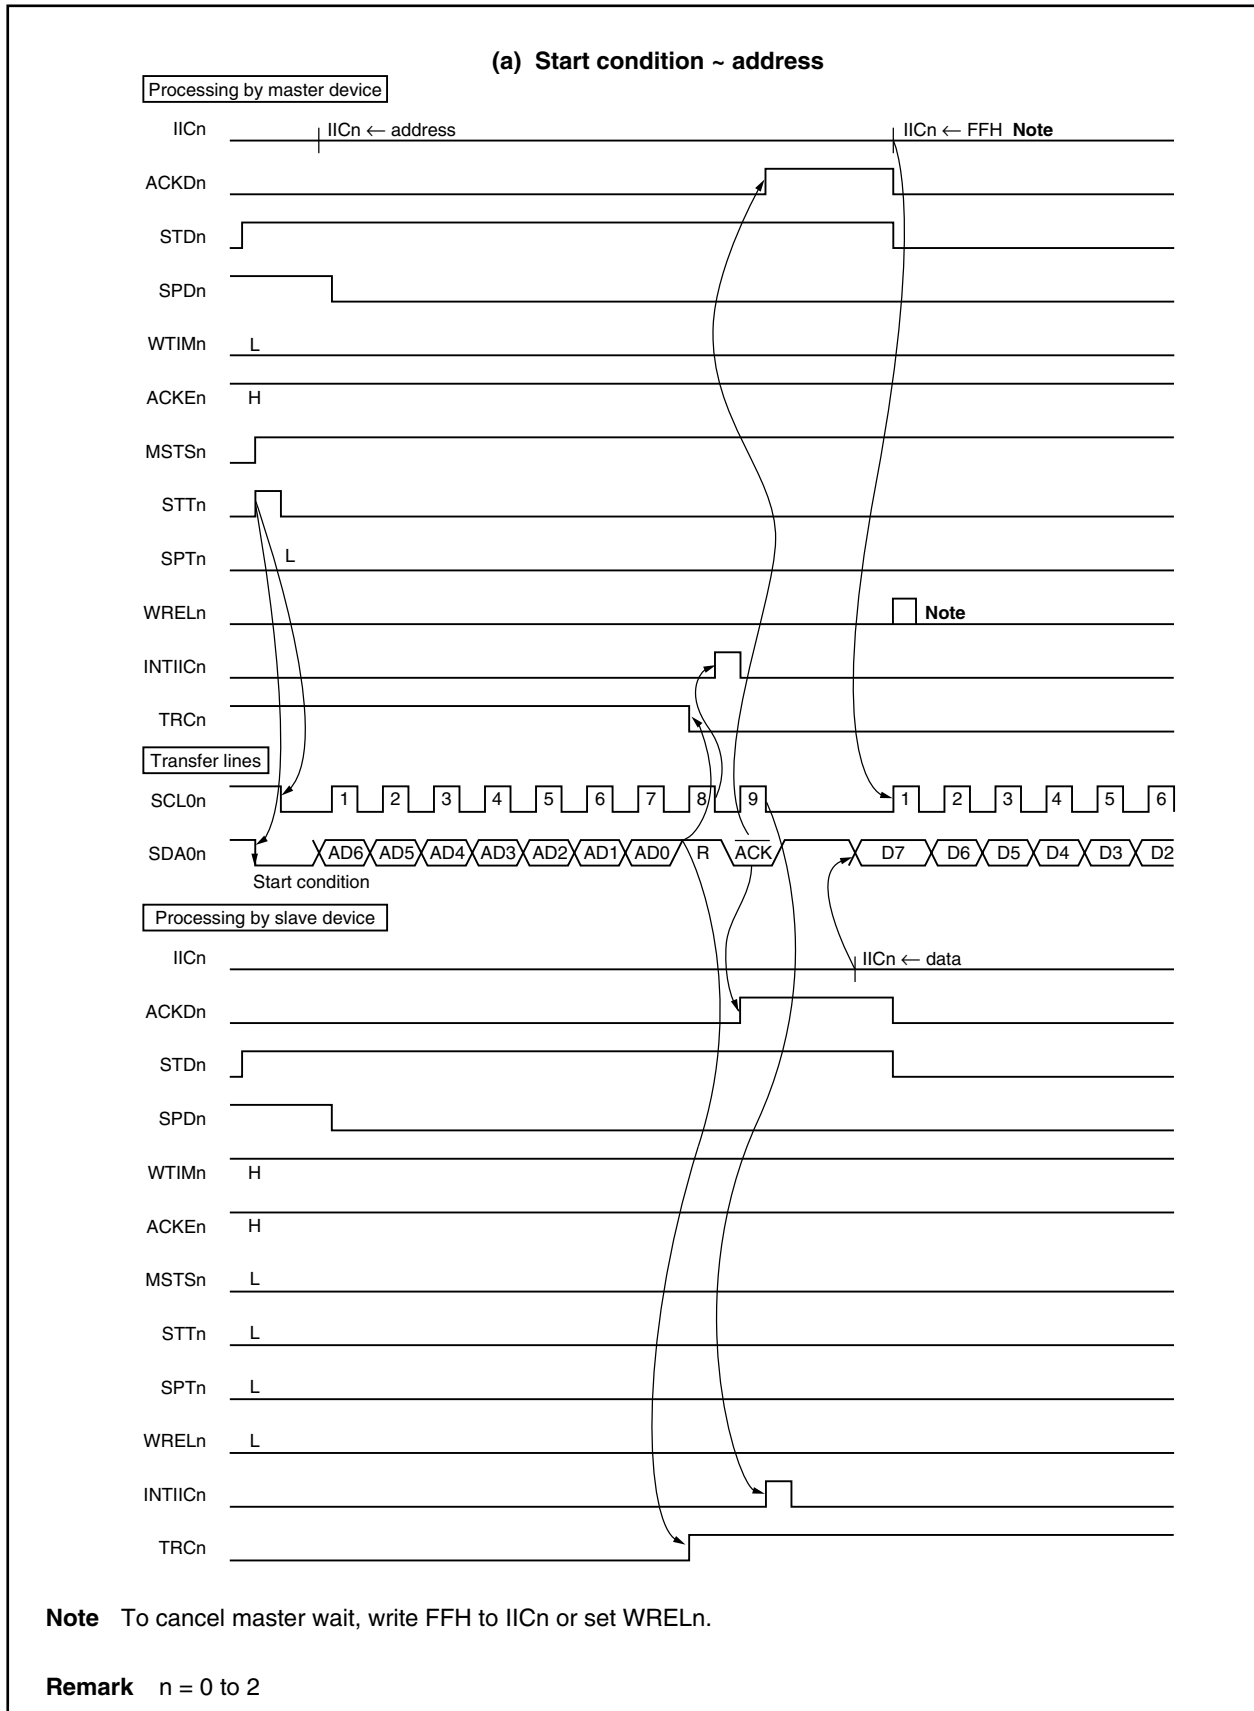 (a) Start condition ~ address
Processing by master device
IICn IICn ← address IICn ← FFH Note
ACKDn
STDn
SPDn
WTIMn L
ACKEn H
MSTSn
STTn
SPTn L
WRELn Note
INTIICn
TRCn
Transfer lines
SCL0n 1 2 3 4 5 6 7 8 9 1 2 3 4 5 6
SDA0n AD6 AD5 AD4 AD3 AD2 AD1 AD0 R ACK D7 D6 D5 D4 D3 D2
Start condition
Processing by slave device
IICn IICn ← data
ACKDn
STDn
SPDn
WTIMn H
ACKEn H
MSTSn L
STTn L
SPTn L
WRELn L
INTIICn
TRCn
Note To cancel master wait, write FFH to IICn or set WRELn.
Remark n = 0 to 2